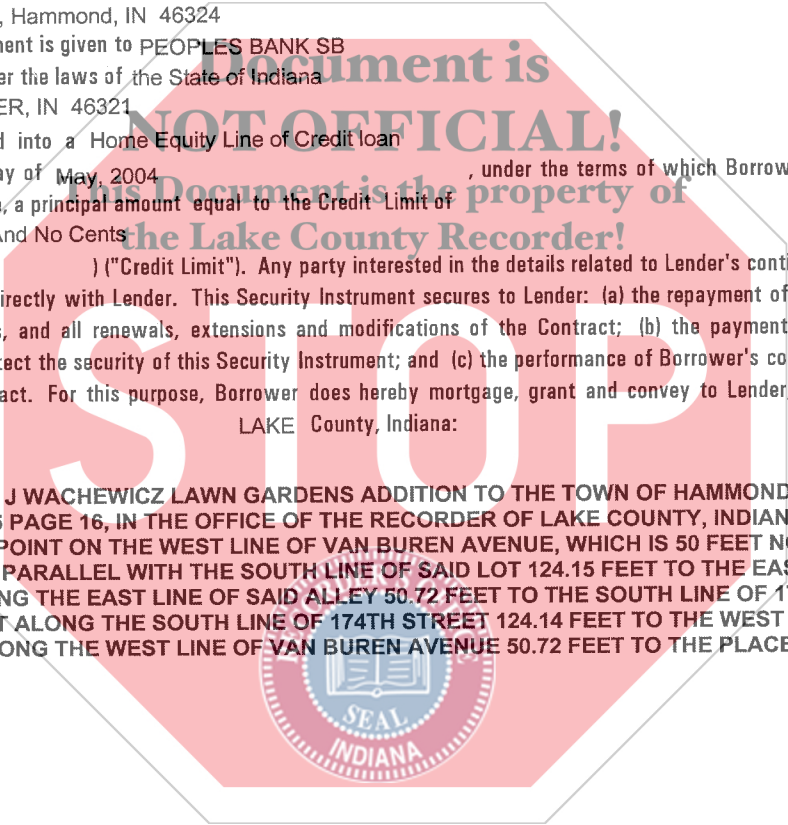 , Hammond, IN 46324
ment is given to PEOPLES BANK SB
er the laws of the State of Indiana
ER, IN 46321
d into a Home Equity Line of Credit loan
ay of May, 2004 , under the terms of which Borrow
, a principal amount equal to the Credit Limit of
And No Cents
) ("Credit Limit"). Any party interested in the details related to Lender's conti
irectly with Lender. This Security Instrument secures to Lender: (a) the repayment of
s, and all renewals, extensions and modifications of the Contract; (b) the payment
tect the security of this Security Instrument; and (c) the performance of Borrower's co
act. For this purpose, Borrower does hereby mortgage, grant and convey to Lender,
LAKE County, Indiana:
J WACHEWICZ LAWN GARDENS ADDITION TO THE TOWN OF HAMMOND
PAGE 16, IN THE OFFICE OF THE RECORDER OF LAKE COUNTY, INDIAN
POINT ON THE WEST LINE OF VAN BUREN AVENUE, WHICH IS 50 FEET NO
PARALLEL WITH THE SOUTH LINE OF SAID LOT 124.15 FEET TO THE EAS
NG THE EAST LINE OF SAID ALLEY 50.72 FEET TO THE SOUTH LINE OF 17
T ALONG THE SOUTH LINE OF 174TH STREET 124.14 FEET TO THE WEST
ONG THE WEST LINE OF VAN BUREN AVENUE 50.72 FEET TO THE PLACE
Document is
NOT OFFICIAL!
This Document is the property of
the Lake County Recorder!
STOP
RECORDER'S OFFICE
SEAL
INDIANA